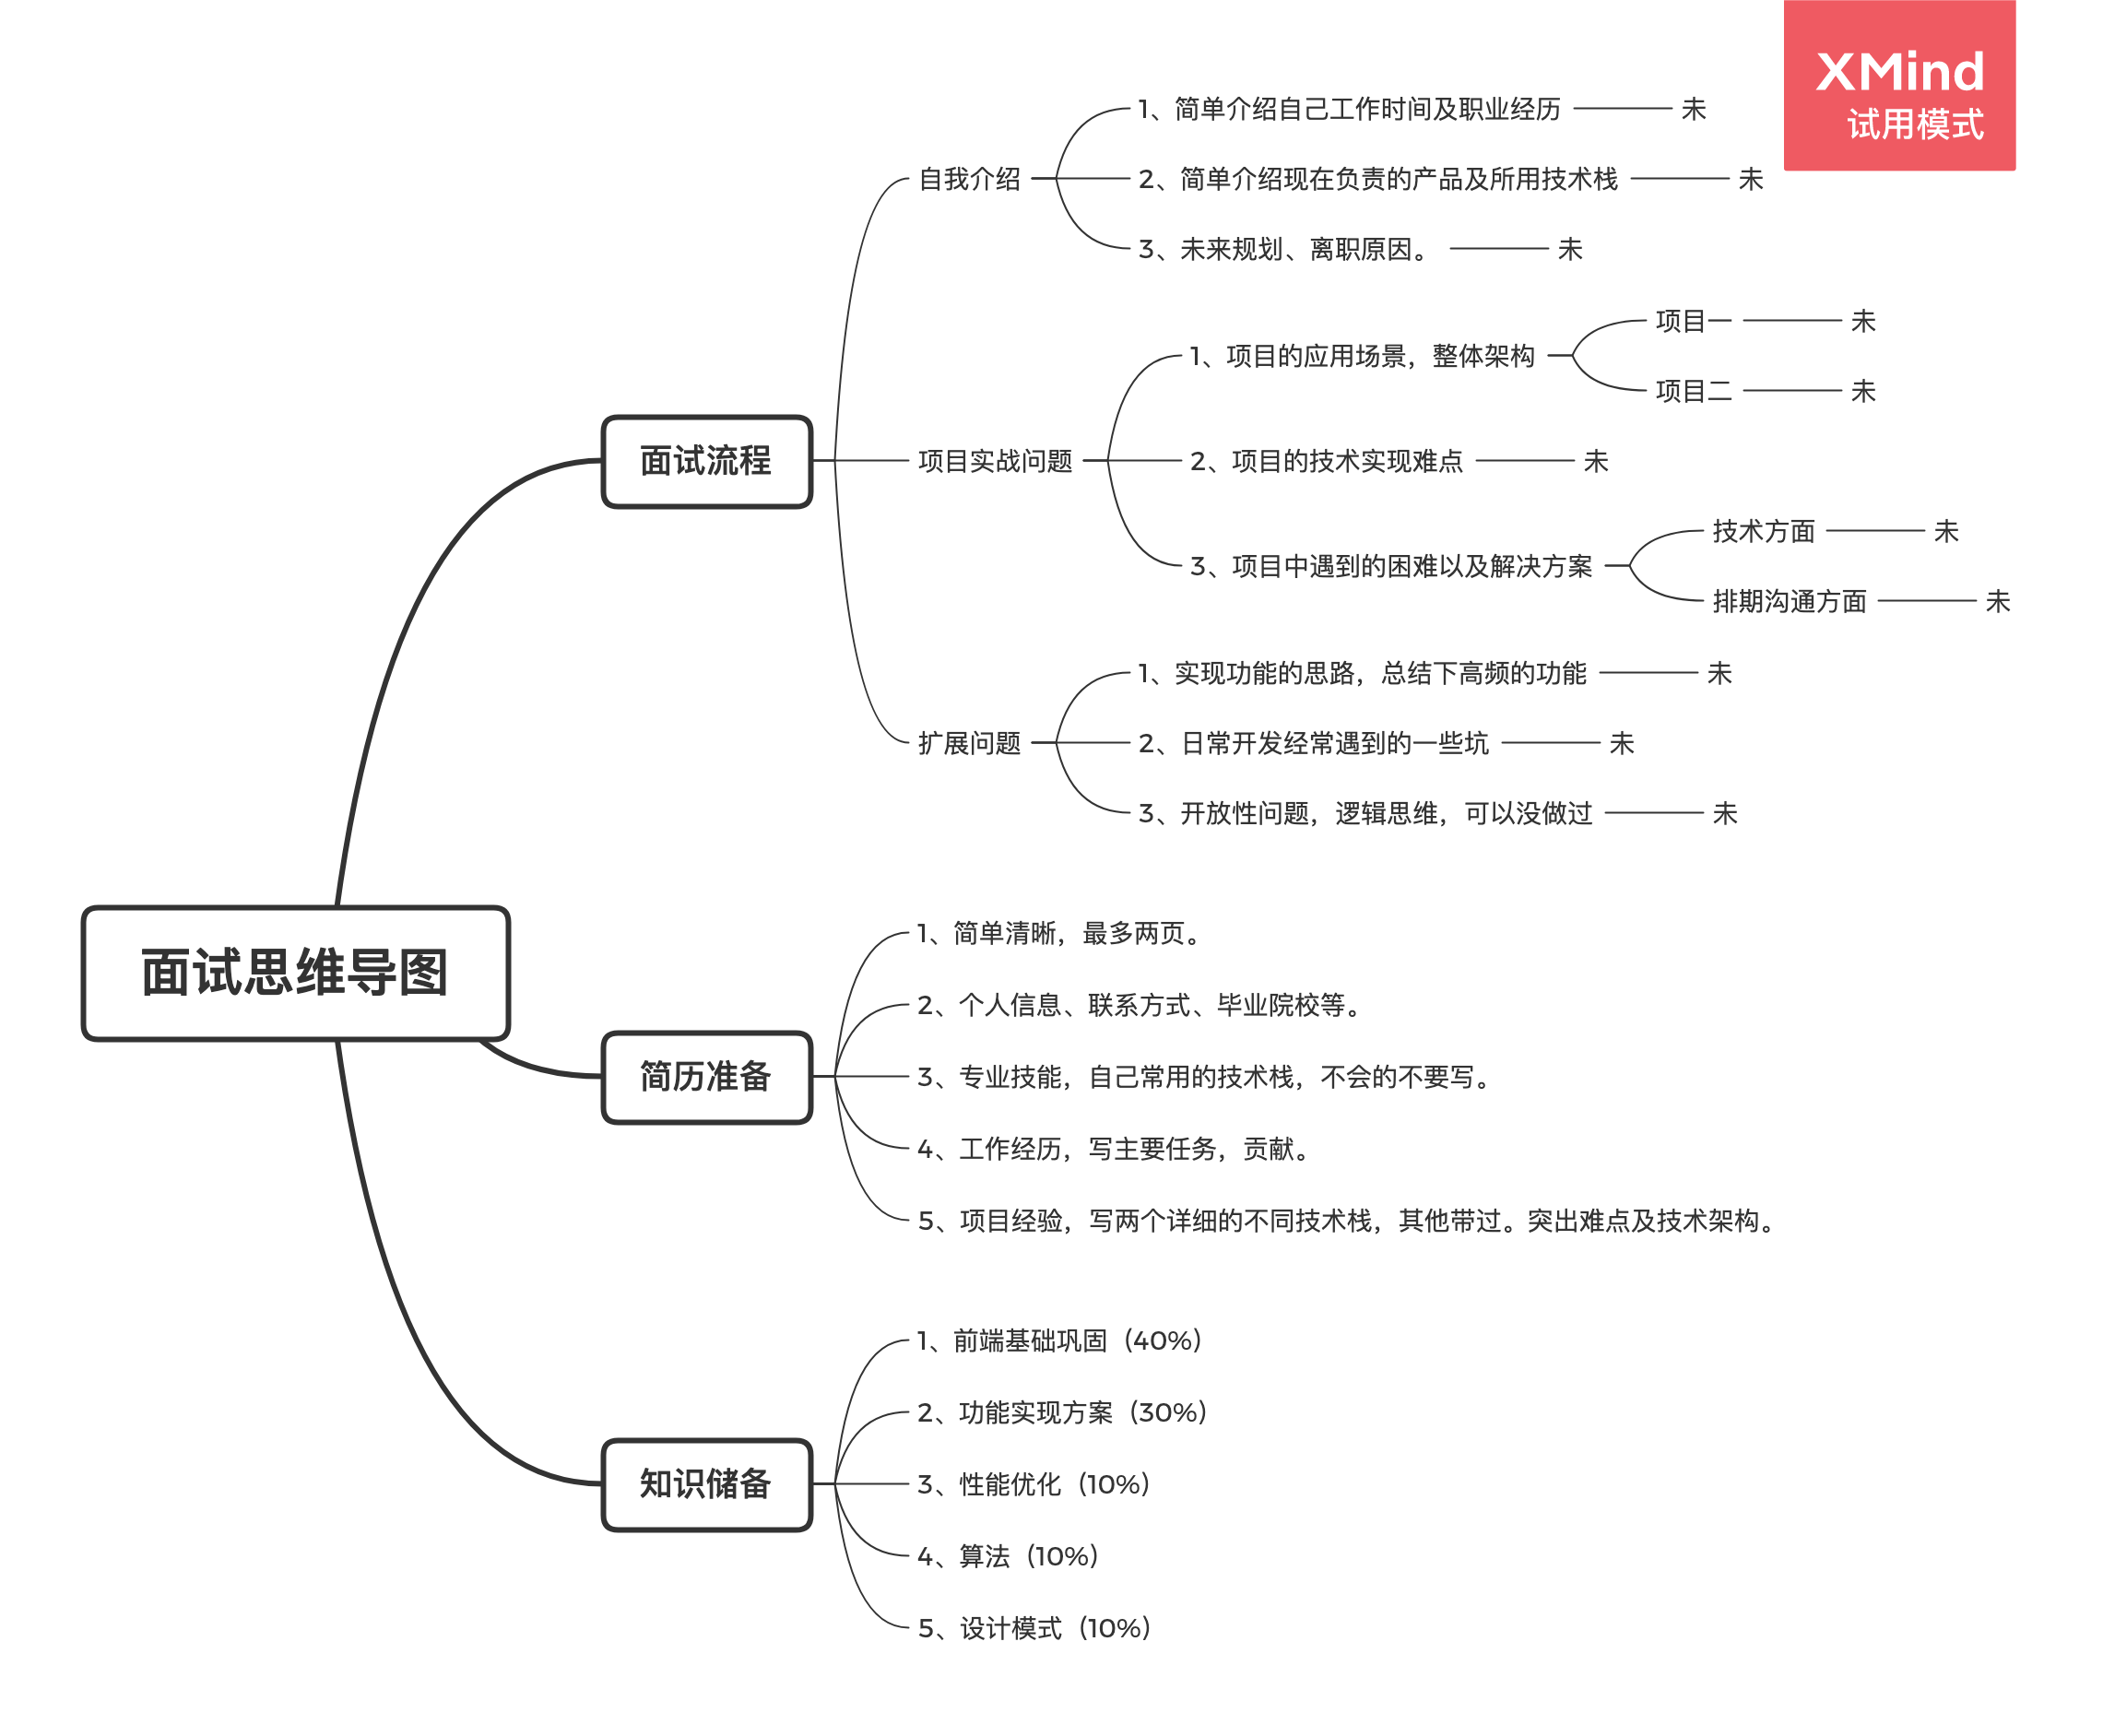 XMind
试用模式
面试思维导图
面试流程
自我介绍
1、简单介绍自己工作时间及职业经历
未
2、简单介绍现在负责的产品及所用技术栈
未
3、未来规划、离职原因。
未
项目实战问题
1、项目的应用场景，整体架构
项目一
未
项目二
未
2、项目的技术实现难点
未
3、项目中遇到的困难以及解决方案
技术方面
未
排期沟通方面
未
扩展问题
1、实现功能的思路，总结下高频的功能
未
2、日常开发经常遇到的一些坑
未
3、开放性问题，逻辑思维，可以没做过
未
简历准备
1、简单清晰，最多两页。
2、个人信息、联系方式、毕业院校等。
3、专业技能，自己常用的技术栈，不会的不要写。
4、工作经历，写主要任务，贡献。
5、项目经验，写两个详细的不同技术栈，其他带过。突出难点及技术架构。
知识储备
1、前端基础巩固（40%）
2、功能实现方案（30%）
3、性能优化（10%）
4、算法（10%）
5、设计模式（10%）